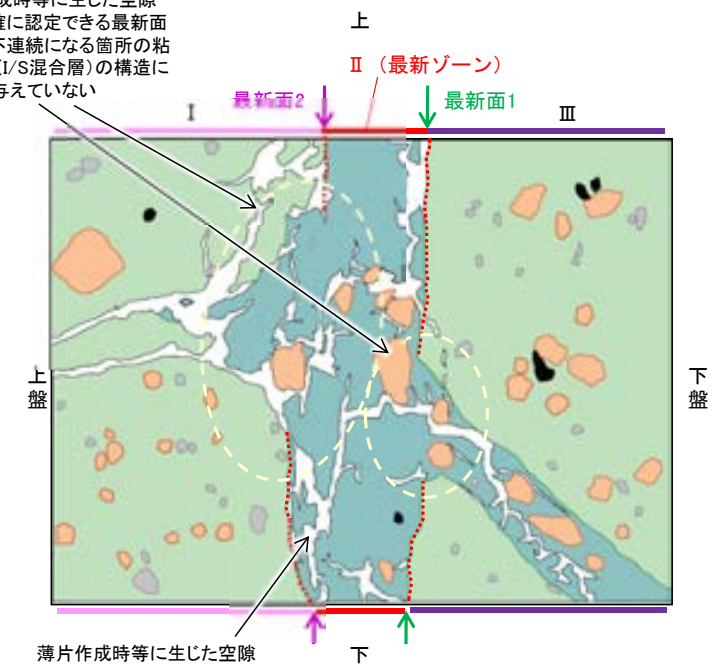 成時等に生じた空隙
確に認定できる最新面
不連続になる箇所の粘
(I/S混合層)の構造に
与えていない
上
Ⅱ（最新ゾーン）
最新面2
最新面1
Ⅰ
Ⅲ
上盤
下盤
薄片作成時等に生じた空隙
下